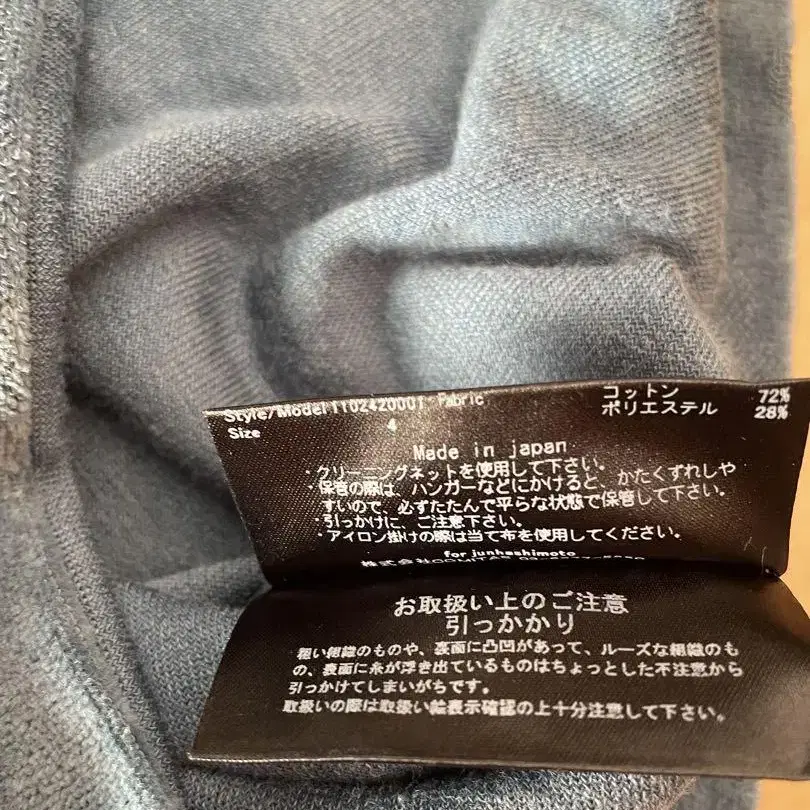 Style/Model 1102420001 Fabric コットン 72%
ポリエステル 28%
Size 4
Made in japan
・クリーニングネットを使用して下さい。
・保管の際は、ハンガーなどにかけると、かたくずれしや
すいので、必ずたたんで平らな状態で保管して下さい。
・引っかけに、ご注意下さい。
・アイロン掛けの際は当て布を使用してください。
for junhashimoto
株式会社
お取扱い上のご注意
引っかかり
粗い組織のものや、裏面に凸凹があって、ルーズな組織のも
の、表面に糸が浮き出ているものはちょっとした不注意から
引っかけてしまいがちです。
取扱いの際は取扱い絵表示確認の上十分注意して下さい。